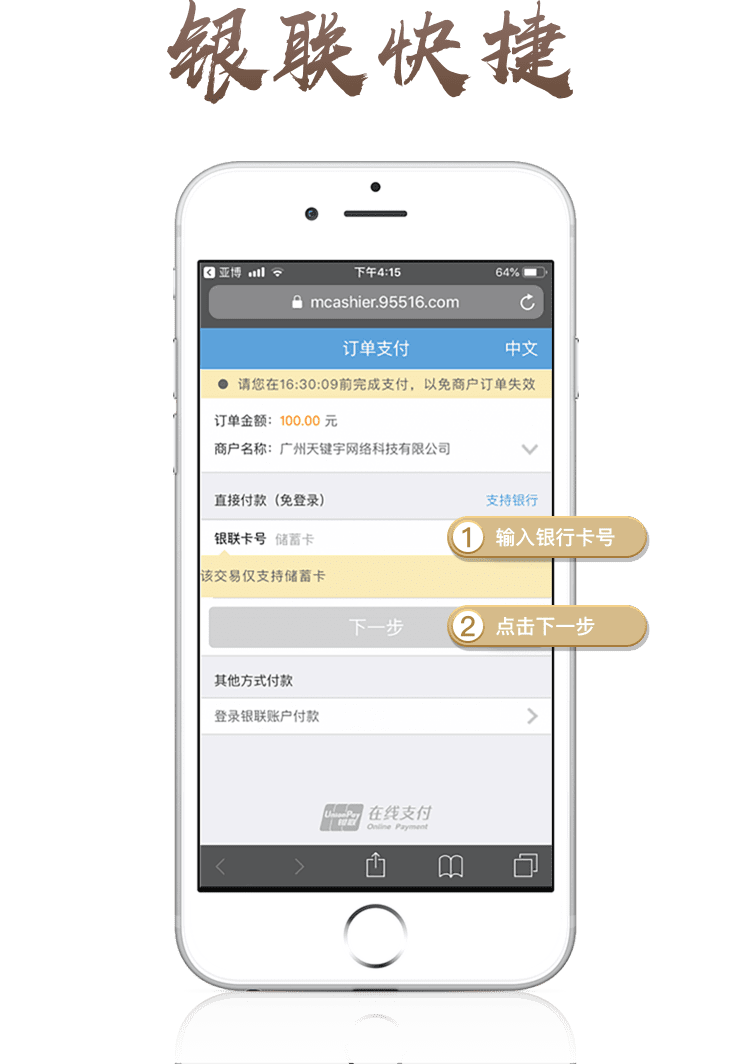 银联快捷
亚博 下午4:15 64%
mcashier.95516.com
订单支付 中文
请您在16:30:09前完成支付，以免商户订单失效
订单金额：100.00 元
商户名称：广州天键宇网络科技有限公司
直接付款（免登录） 支持银行
银联卡号 储蓄卡
1 输入银行卡号
该交易仅支持储蓄卡
下一步
2 点击下一步
其他方式付款
登录银联账户付款
UnionPay 银联 在线支付
Online Payment